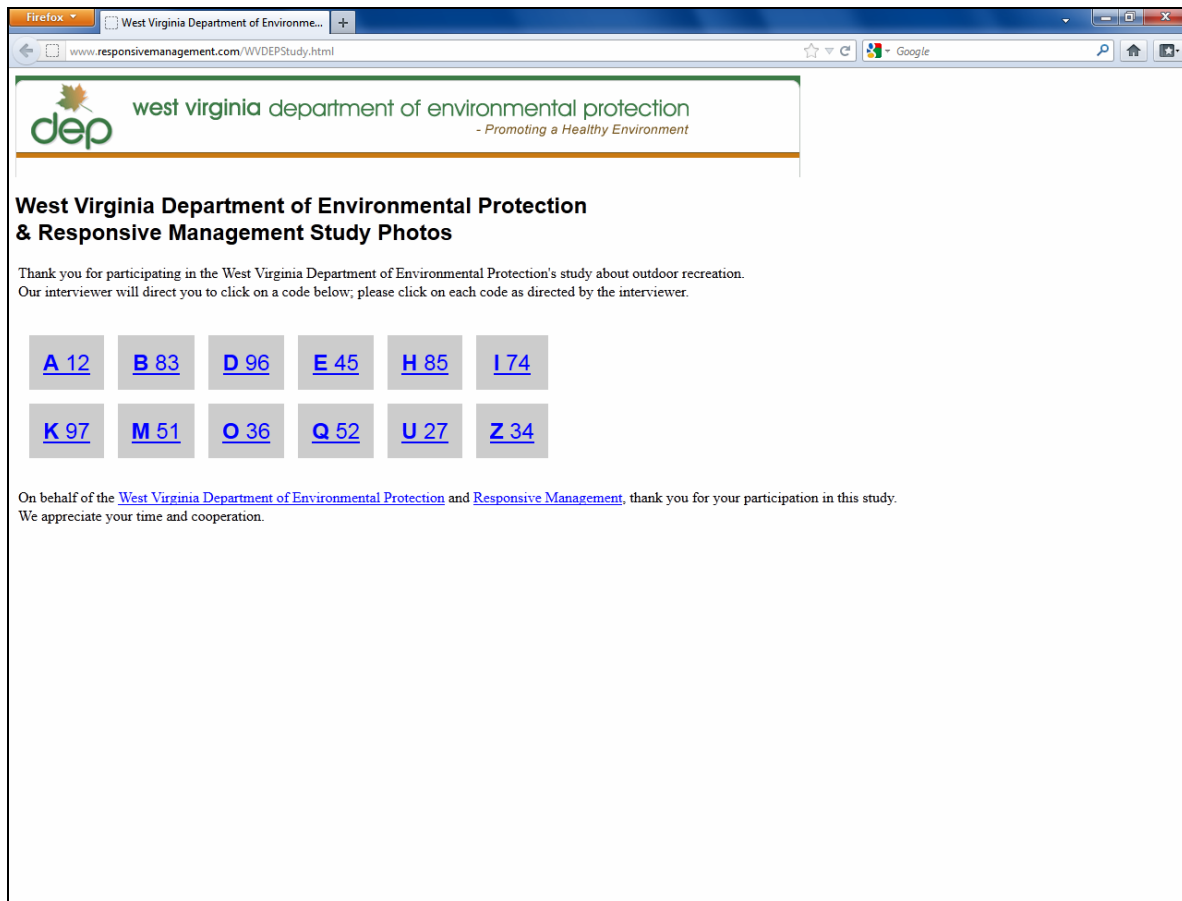 Firefox
West Virginia Department of Environme...
www.responsivemanagement.com/WVDEPStudy.html
Google
dep
west virginia department of environmental protection
- Promoting a Healthy Environment
West Virginia Department of Environmental Protection
& Responsive Management Study Photos
Thank you for participating in the West Virginia Department of Environmental Protection's study about outdoor recreation.
Our interviewer will direct you to click on a code below; please click on each code as directed by the interviewer.
A 12 B 83 D 96 E 45 H 85 I 74
K 97 M 51 O 36 Q 52 U 27 Z 34
On behalf of the West Virginia Department of Environmental Protection and Responsive Management, thank you for your participation in this study.
We appreciate your time and cooperation.